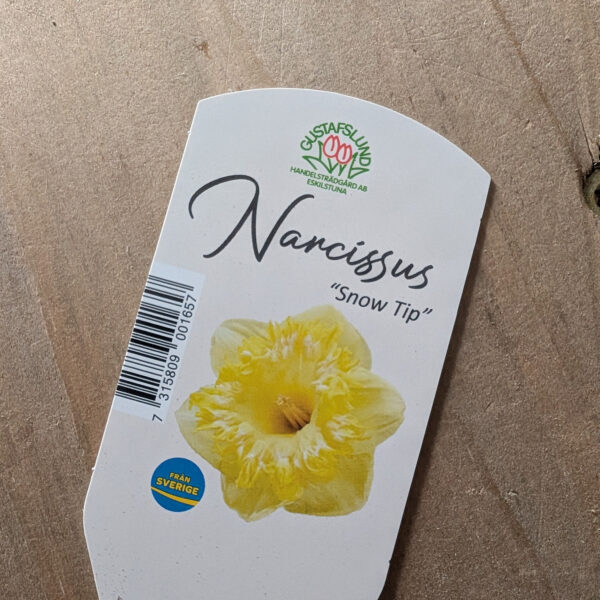 GUSTAFSLUND
HANDELSTRÄDGÅRD AB
ESKILSTUNA
Narcissus
"Snow Tip"
7 315809 001657
FRÅN
SVERIGE